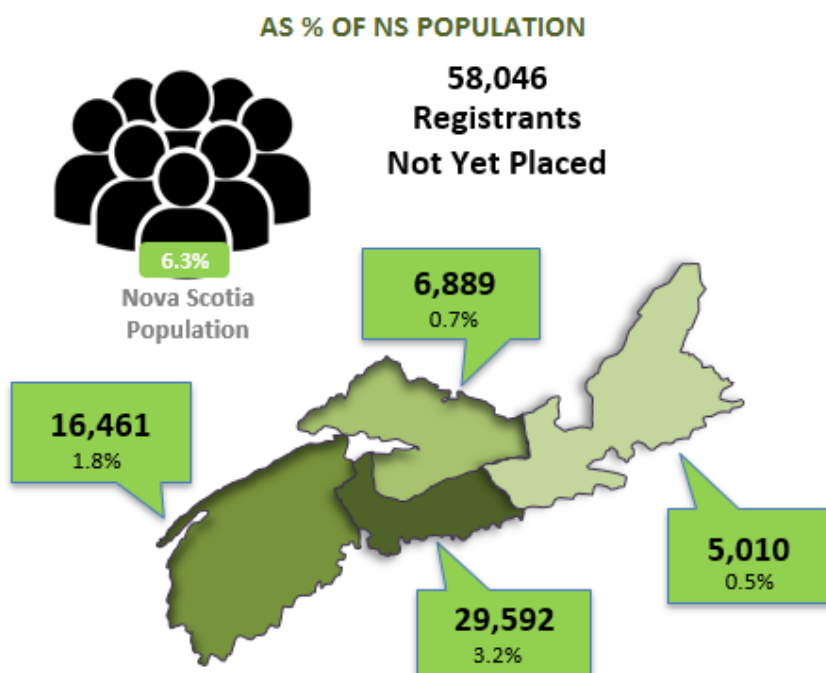 AS % OF NS POPULATION
58,046
Registrants
Not Yet Placed
6.3%
Nova Scotia
Population
6,889
0.7%
16,461
1.8%
5,010
0.5%
29,592
3.2%